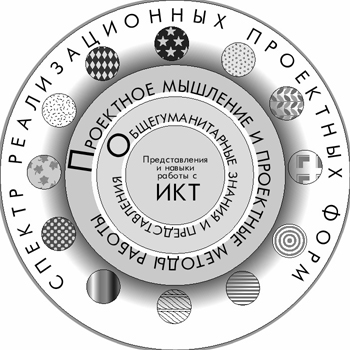 СПЕКТР РЕАЛИЗАЦИОННЫХ ПРОЕКТНЫХ ФОРМ
ПРОЕКТНОЕ МЫШЛЕНИЕ И ПРОЕКТНЫЕ МЕТОДЫ РАБОТЫ
ОБЩЕГУМАНИТАРНЫЕ ЗНАНИЯ И ПРЕДСТАВЛЕНИЯ
Представления
и навыки
работы с
ИКТ